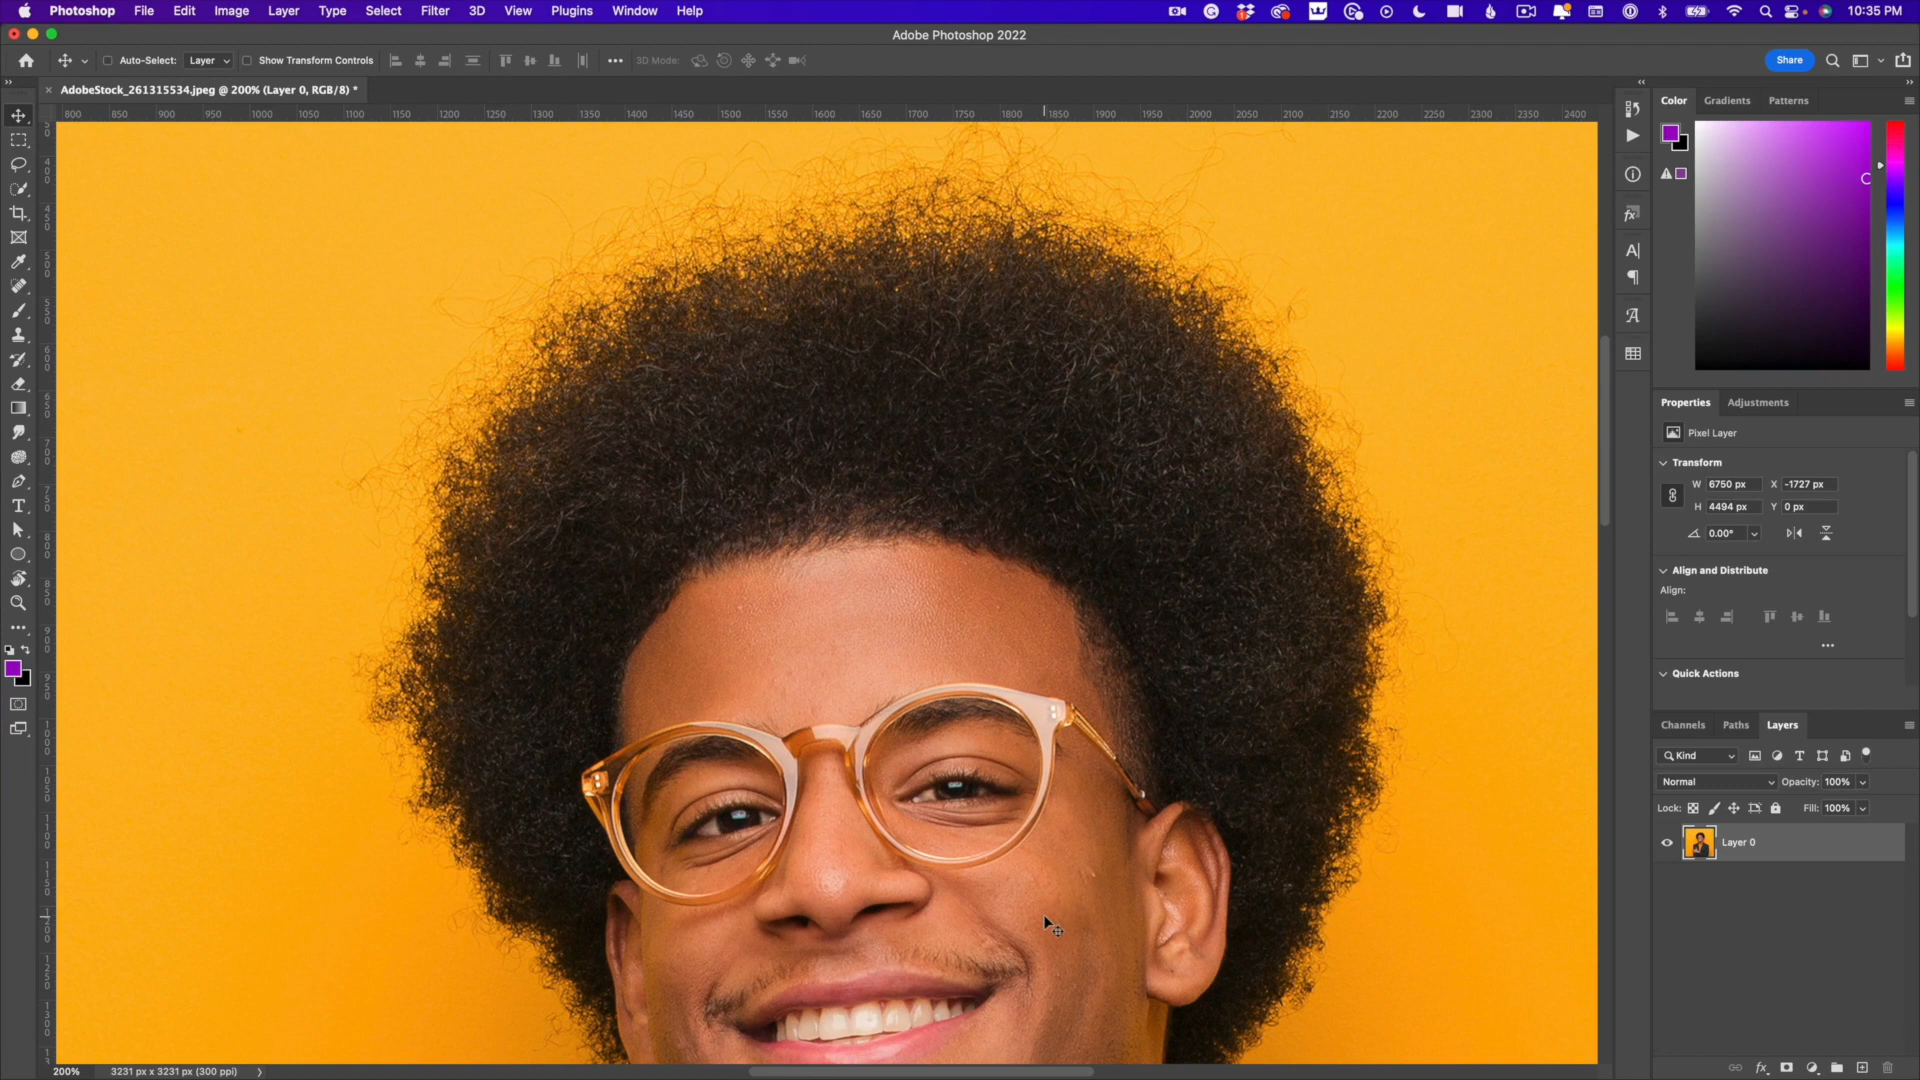 Photoshop File Edit Image Layer Type Select Filter 3D View Plugins Window Help 10:35 PM
Adobe Photoshop 2022
Auto-Select: Layer Show Transform Controls 3D Mode: Share
AdobeStock_261315534.jpeg @ 200% (Layer 0, RGB/8) *
800 850 900 950 1000 1050 1100 1150 1200 1250 1300 1350 1400 1450 1500 1550 1600 1650 1700 1750 1800 1850 1900 1950 2000 2050 2100 2150 2200 2250 2300 2350 2400
Color Gradients Patterns
Properties Adjustments
Pixel Layer
Transform
W 6750 px X -1727 px
H 4494 px Y 0 px
0.00°
Align and Distribute
Align:
Quick Actions
Channels Paths Layers
Kind
Normal Opacity: 100%
Lock: Fill: 100%
Layer 0
200% 3231 px x 3231 px (300 ppi)